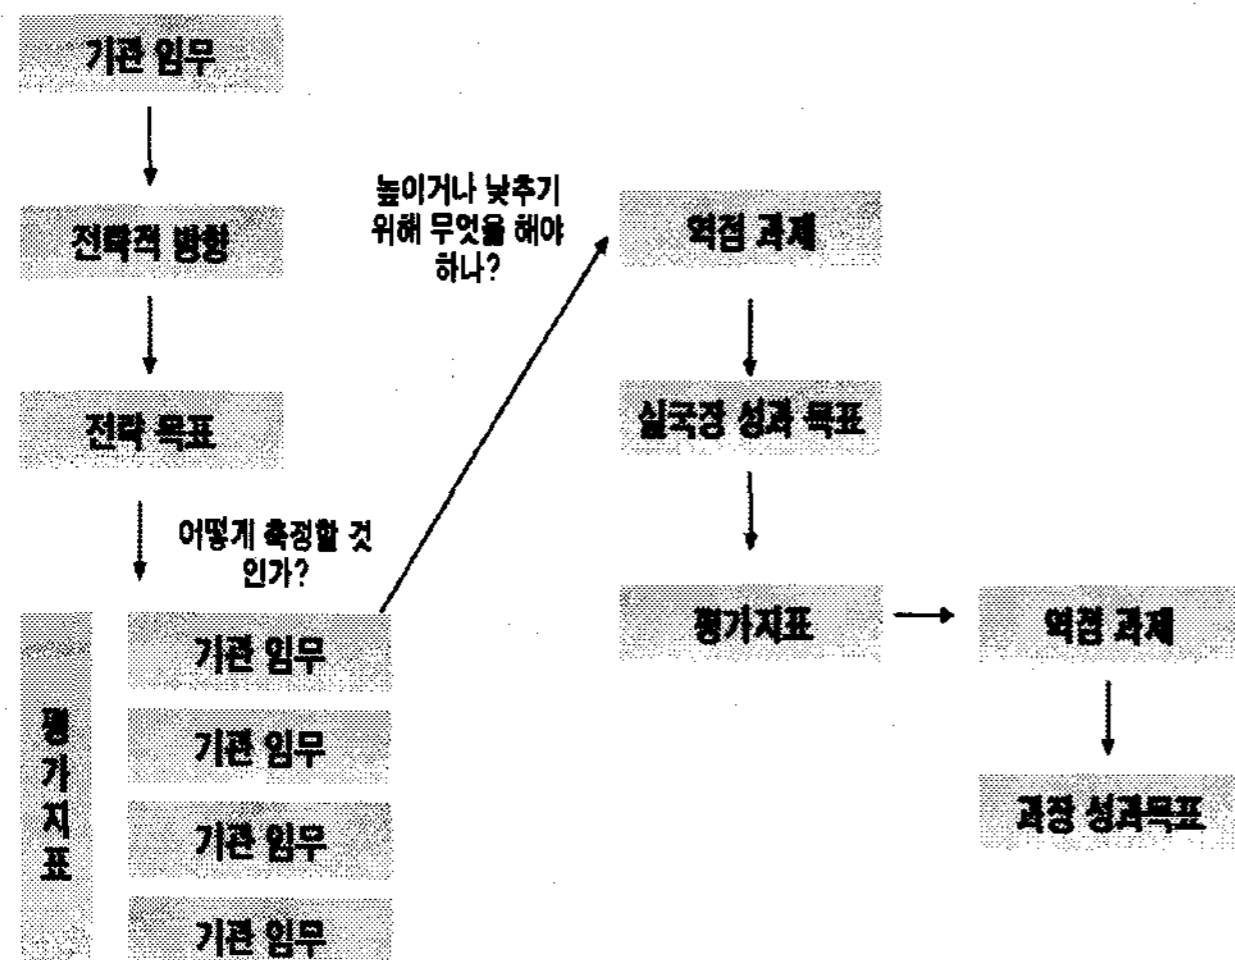 기관 임무
전략적 방향
전략 목표
어떻게 측정할 것
인가?
평가지표
기관 임무
기관 임무
기관 임무
기관 임무
높이거나 낮추기
위해 무엇을 해야
하나?
역점 과제
실국장 성과 목표
평가지표
역점 과제
과장 성과목표